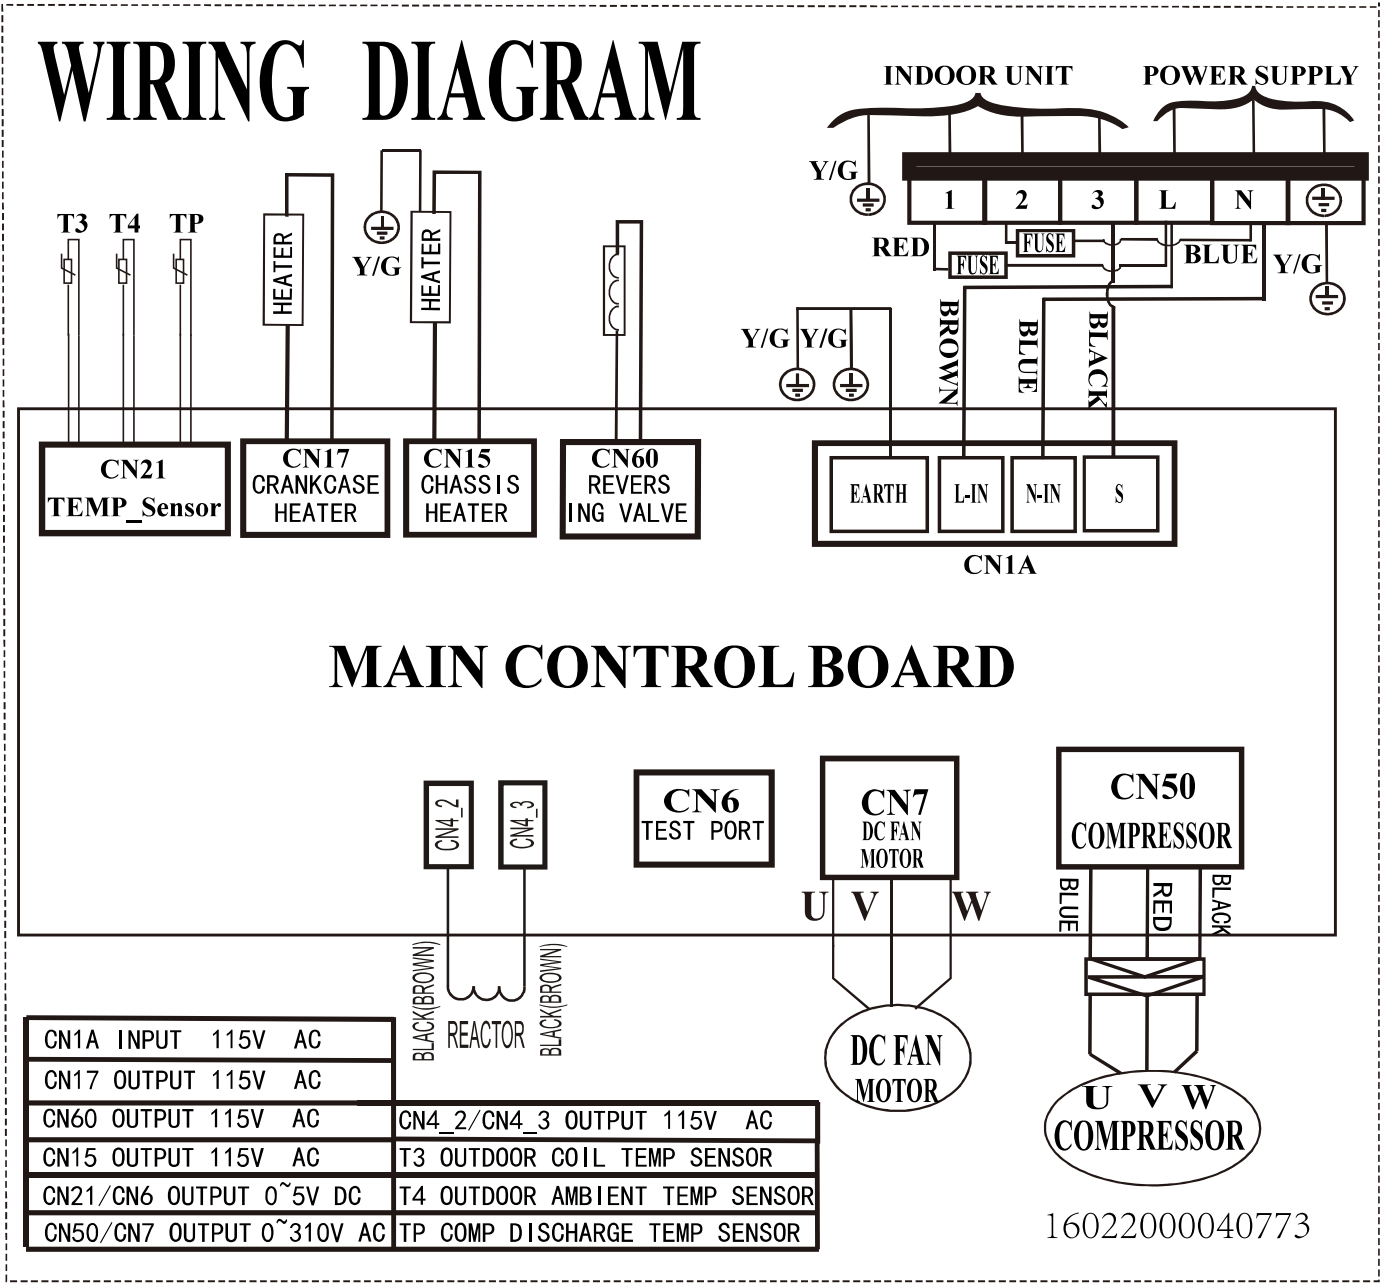 WIRING DIAGRAM
INDOOR UNIT
POWER SUPPLY
Y/G
1
2
3
L
N
RED
FUSE
FUSE
BLUE
Y/G
T3
T4
TP
HEATER
Y/G
HEATER
Y/G
Y/G
BROWN
BLUE
BLACK
CN21
TEMP_Sensor
CN17
CRANKCASE
HEATER
CN15
CHASSIS
HEATER
CN60
REVERS
ING VALVE
EARTH
L-IN
N-IN
S
CN1A
MAIN CONTROL BOARD
CN4_2
CN4_3
CN6
TEST PORT
CN7
DC FAN
MOTOR
CN50
COMPRESSOR
U
V
W
BLUE
RED
BLACK
BLACK(BROWN)
REACTOR
BLACK(BROWN)
DC FAN
MOTOR
U V W
COMPRESSOR
CN1A INPUT 115V AC
CN17 OUTPUT 115V AC
CN60 OUTPUT 115V AC
CN4_2/CN4_3 OUTPUT 115V AC
CN15 OUTPUT 115V AC
T3 OUTDOOR COIL TEMP SENSOR
CN21/CN6 OUTPUT 0~5V DC
T4 OUTDOOR AMBIENT TEMP SENSOR
CN50/CN7 OUTPUT 0~310V AC
TP COMP DISCHARGE TEMP SENSOR
16022000040773